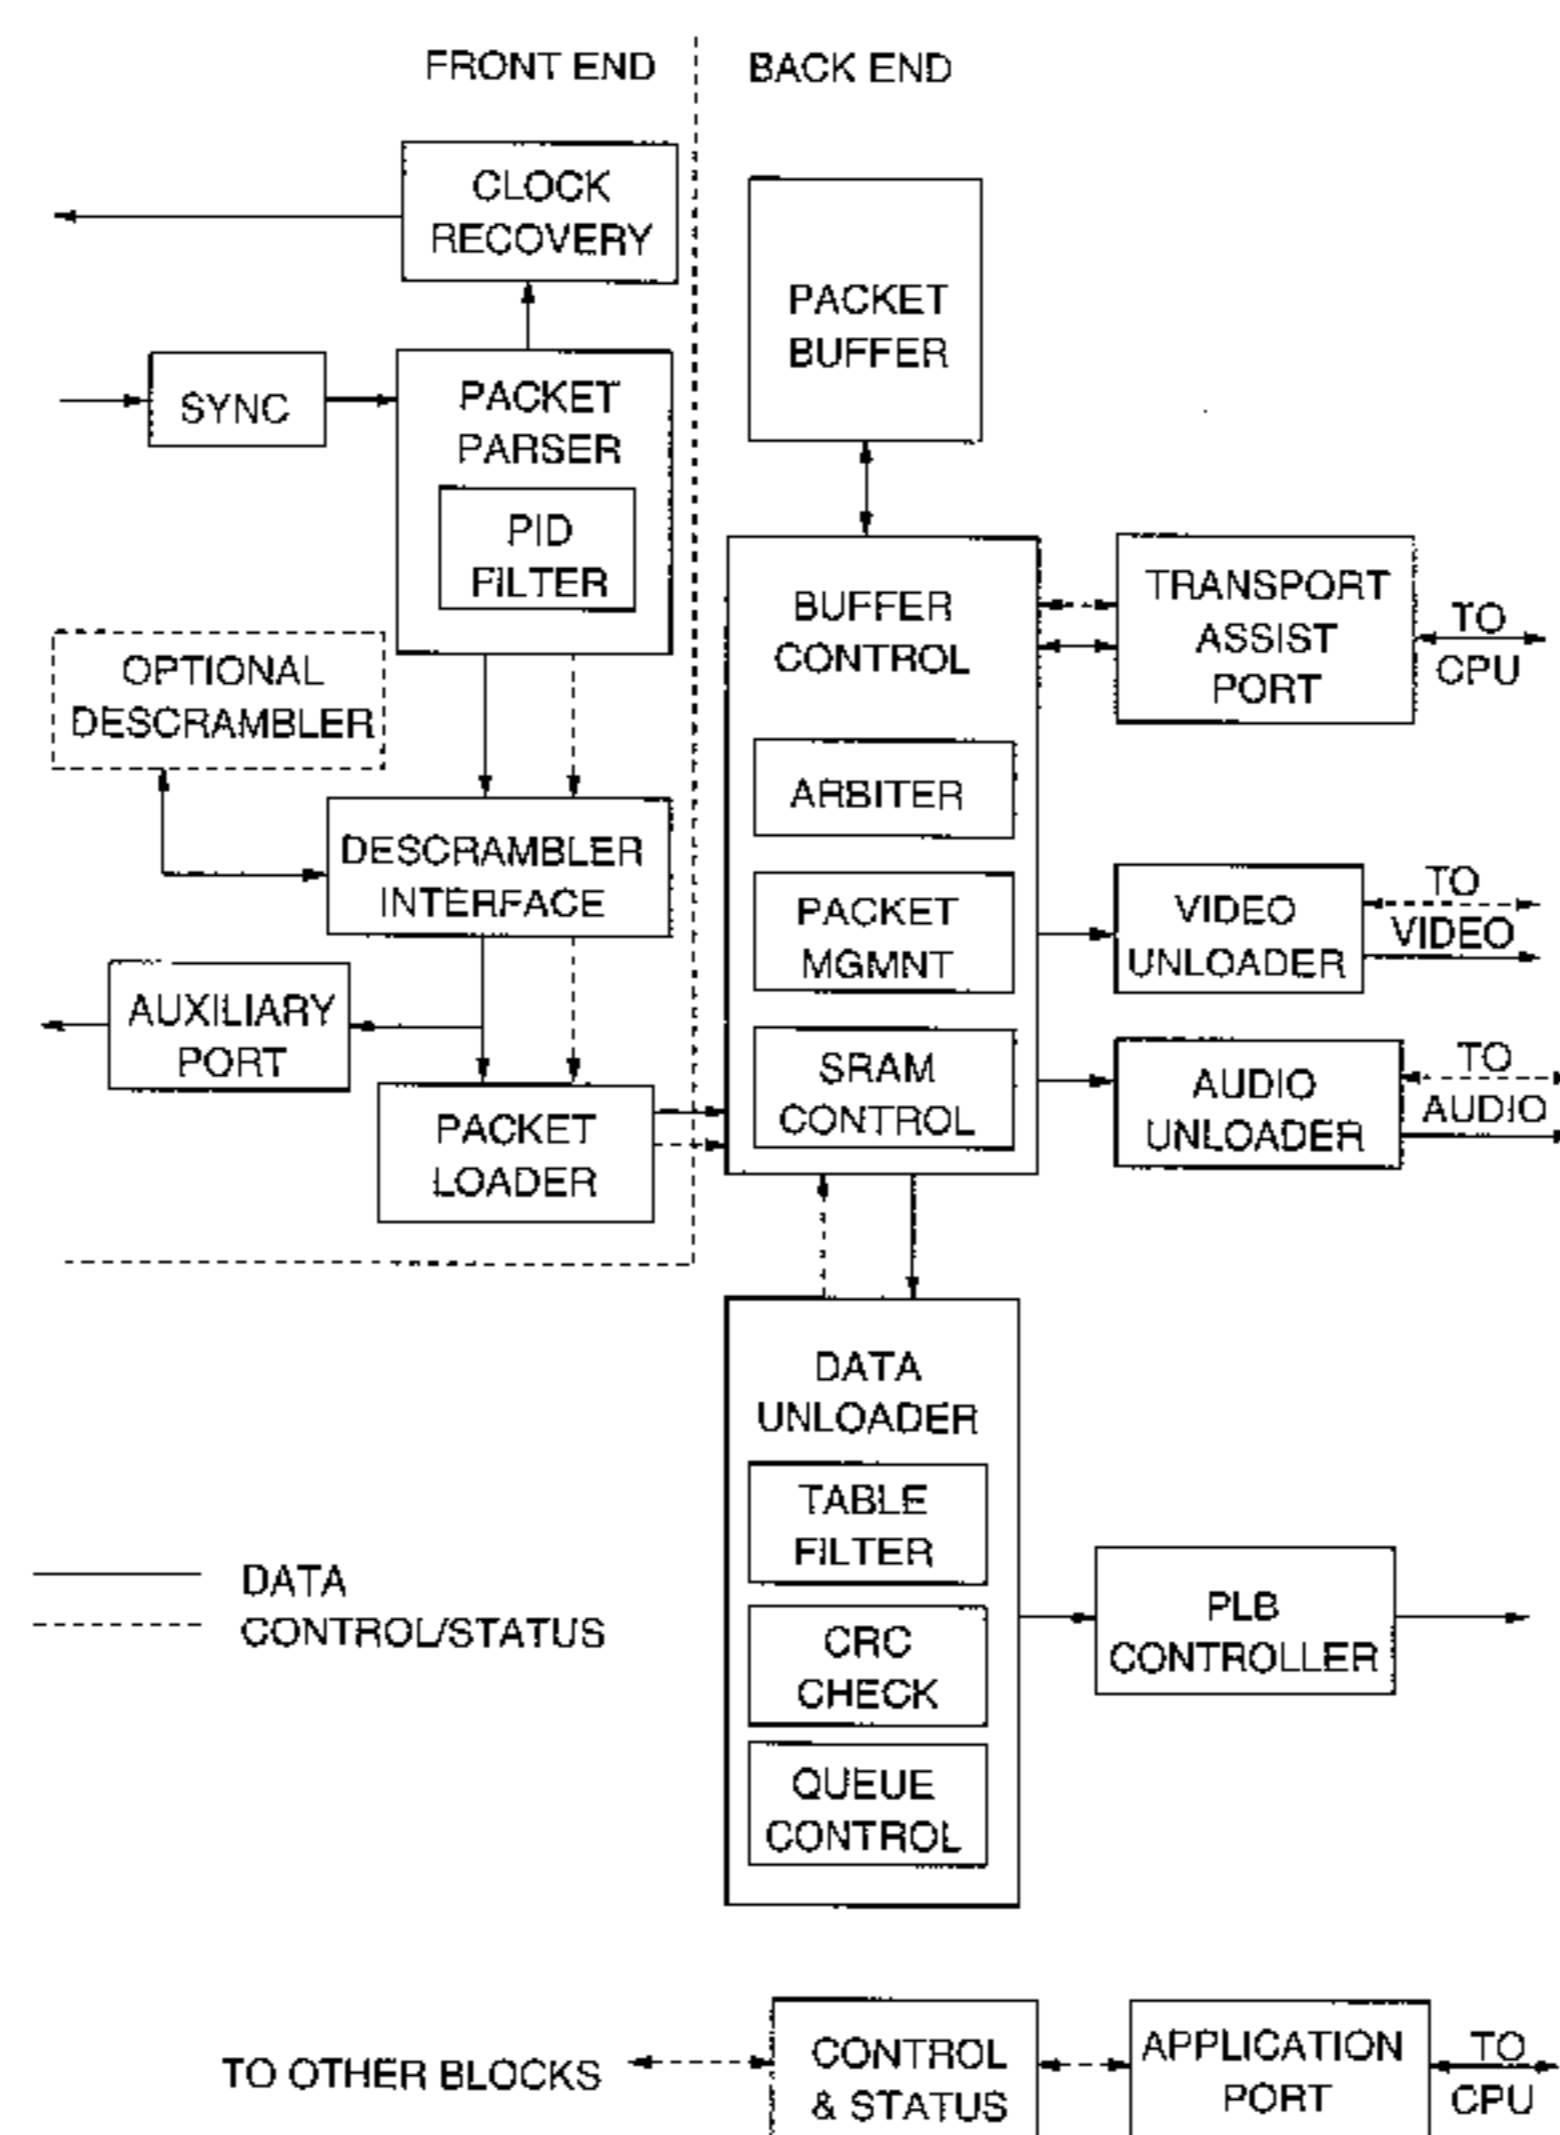 FRONT END
BACK END
CLOCK
RECOVERY
PACKET
BUFFER
SYNC
PACKET
PARSER
PID
FILTER
OPTIONAL
DESCRAMBLER
DESCRAMBLER
INTERFACE
AUXILIARY
PORT
PACKET
LOADER
BUFFER
CONTROL
ARBITER
PACKET
MGMNT
SRAM
CONTROL
TRANSPORT
ASSIST
PORT
TO
CPU
VIDEO
UNLOADER
TO
VIDEO
AUDIO
UNLOADER
TO
AUDIO
DATA
UNLOADER
TABLE
FILTER
CRC
CHECK
QUEUE
CONTROL
PLB
CONTROLLER
DATA
CONTROL/STATUS
TO OTHER BLOCKS
CONTROL
& STATUS
APPLICATION
PORT
TO
CPU